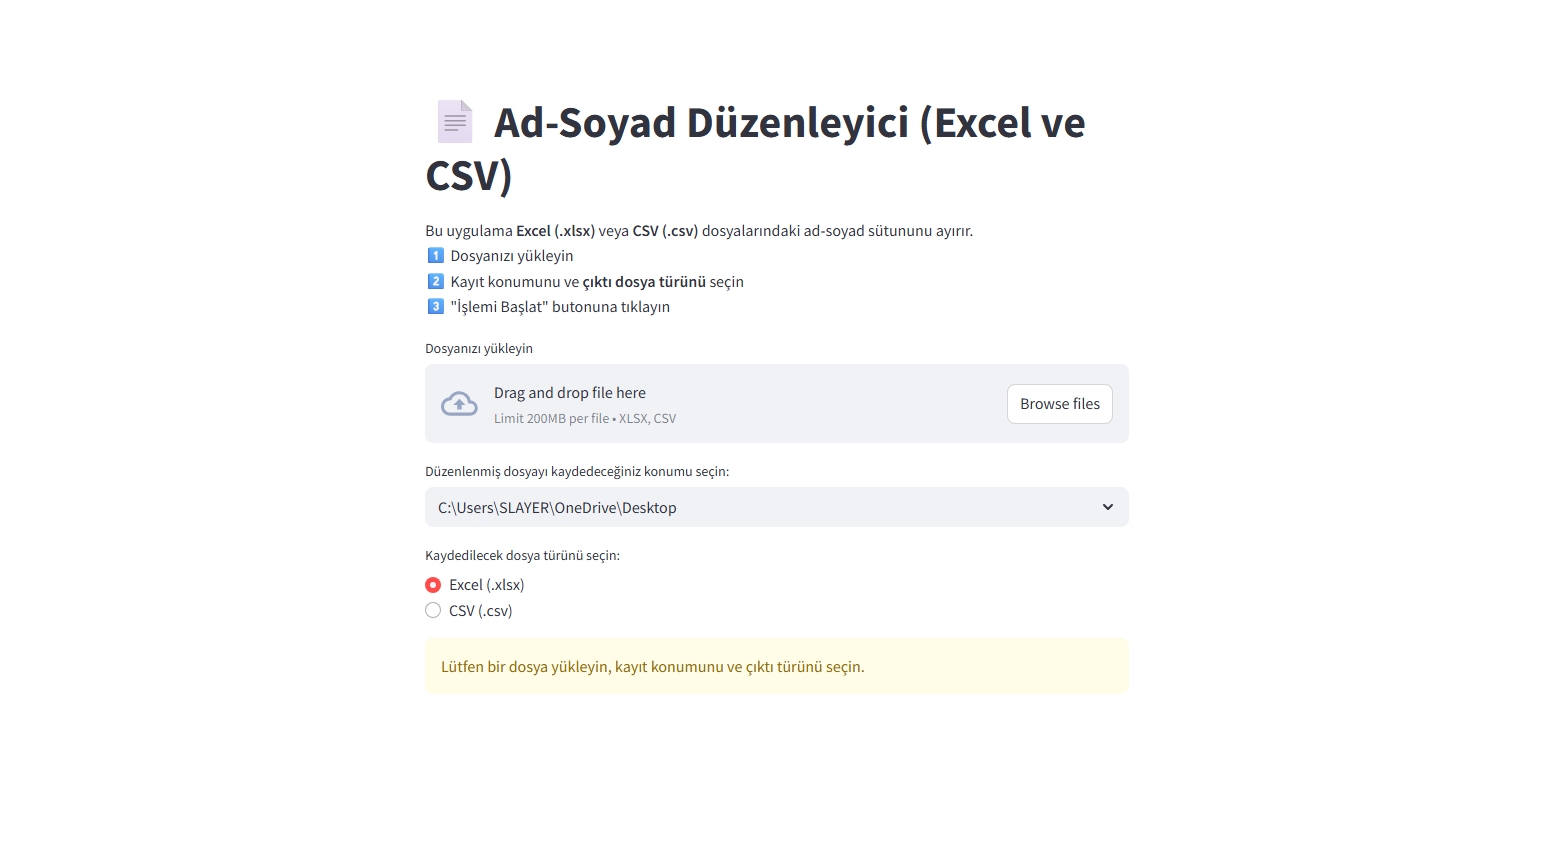 Ad-Soyad Düzenleyici (Excel ve
CSV)
Bu uygulama Excel (.xlsx) veya CSV (.csv) dosyalarındaki ad-soyad sütununu ayırır.
1 Dosyanızı yükleyin
2 Kayıt konumunu ve çıktı dosya türünü seçin
3 "İşlemi Başlat" butonuna tıklayın
Dosyanızı yükleyin
Drag and drop file here
Limit 200MB per file • XLSX, CSV
Browse files
Düzenlenmiş dosyayı kaydedeceğiniz konumu seçin:
C:\Users\SLAYER\OneDrive\Desktop
Kaydedilecek dosya türünü seçin:
Excel (.xlsx)
CSV (.csv)
Lütfen bir dosya yükleyin, kayıt konumunu ve çıktı türünü seçin.